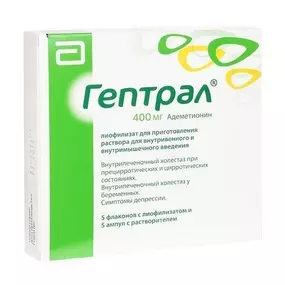 Гептрал®
400 мг Адеметионин
лиофилизат для приготовления
раствора для внутривенного и
внутримышечного введения
Внутрипеченочный холестаз при
прецирротических и цирротических
состояниях.
Внутрипеченочный холестаз у
беременных.
Симптомы депрессии.
5 флаконов с лиофилизатом и
5 ампул с растворителем